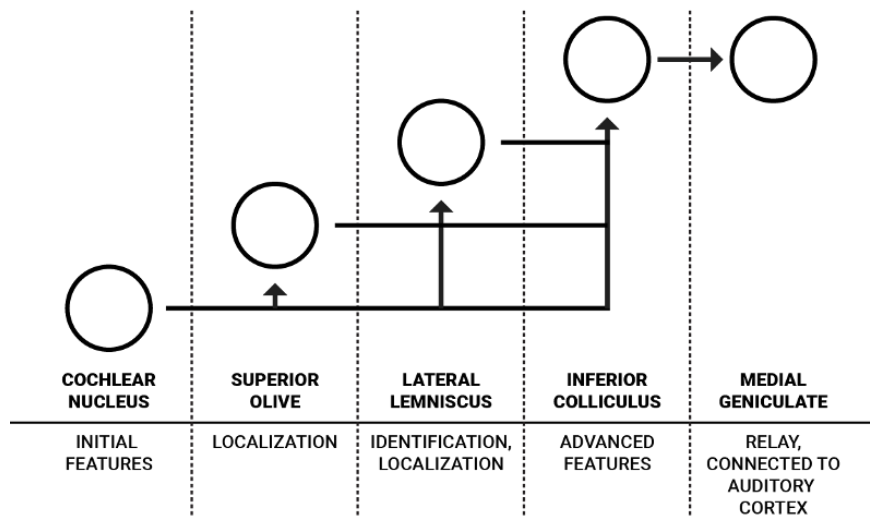 COCHLEAR
NUCLEUS
SUPERIOR
OLIVE
LATERAL
LEMNISCUS
INFERIOR
COLLICULUS
MEDIAL
GENICULATE
INITIAL
FEATURES
LOCALIZATION
IDENTIFICATION,
LOCALIZATION
ADVANCED
FEATURES
RELAY,
CONNECTED TO
AUDITORY
CORTEX